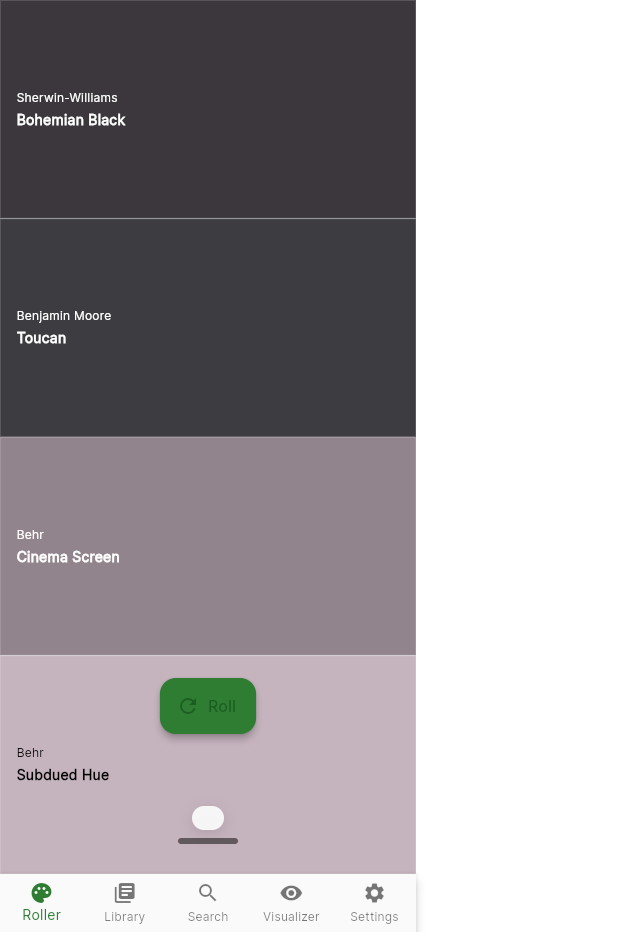 Sherwin-Williams
Bohemian Black
Benjamin Moore
Toucan
Behr
Cinema Screen
Roll
Behr
Subdued Hue
Roller
Library
Search
Visualizer
Settings